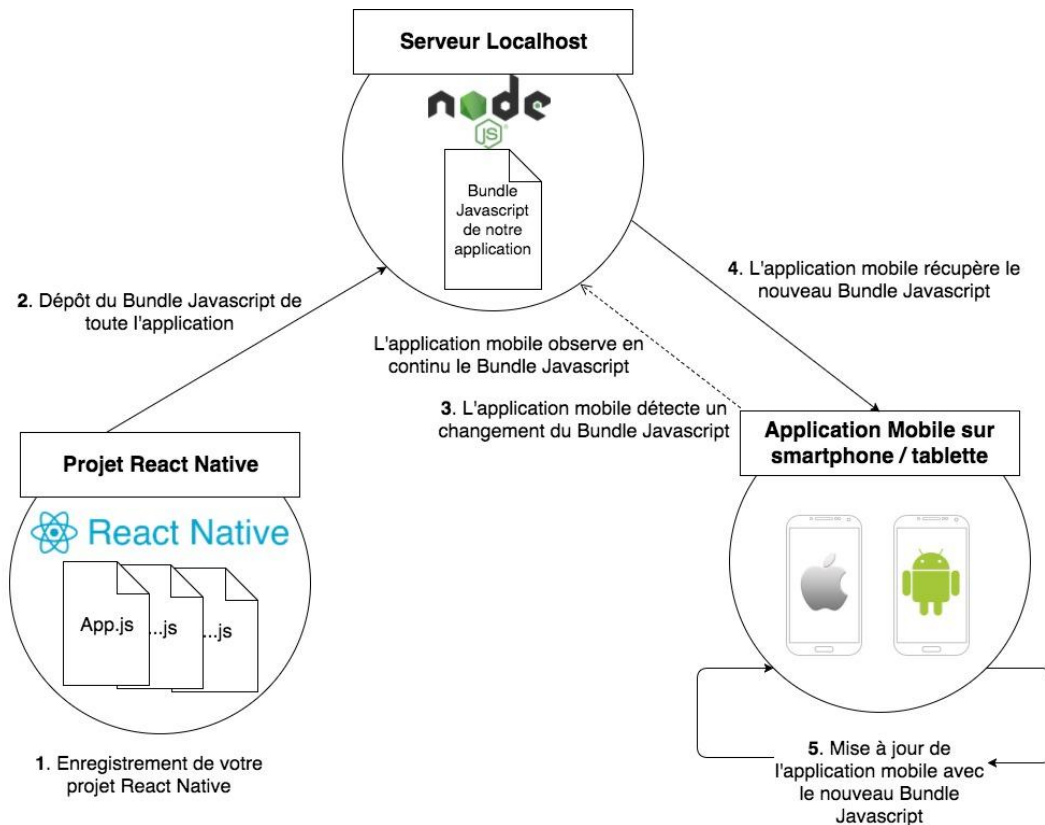 Serveur Localhost
node
JS
Bundle
Javascript
de notre
application
2. Dépôt du Bundle Javascript de
toute l'application
4. L'application mobile récupère le
nouveau Bundle Javascript
L'application mobile observe en
continu le Bundle Javascript
3. L'application mobile détecte un
changement du Bundle Javascript
Projet React Native
React Native
App.js
...js
...js
1. Enregistrement de votre
projet React Native
Application Mobile sur
smartphone / tablette
5. Mise à jour de
l'application mobile avec
le nouveau Bundle
Javascript